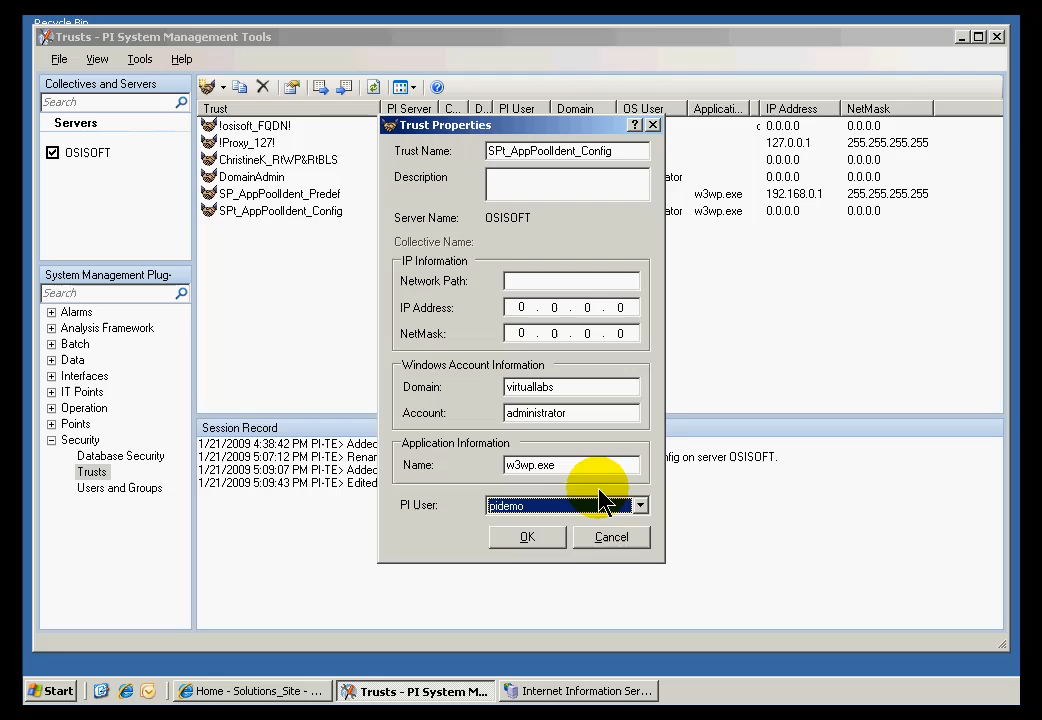 Recycle Bin
Trusts - PI System Management Tools
File View Tools Help
Collectives and Servers
Search
Servers
OSISOFT
Trust PI Server C... D.. PI User Domain OS User Applicati... IP Address NetMask
!osisoft_FQDN! c 0.0.0.0 0.0.0.0
!Proxy_127! 127.0.0.1 255.255.255.255
ChristineK_RtWP&RtBLS 0.0.0.0 0.0.0.0
DomainAdmin ator 0.0.0.0 0.0.0.0
SP_AppPoolIdent_Predef w3wp.exe 192.168.0.1 255.255.255.255
SPt_AppPoolIdent_Config ator w3wp.exe 0.0.0.0 0.0.0.0
Trust Properties
Trust Name: SPt_AppPoolIdent_Config
Description
Server Name: OSISOFT
Collective Name:
IP Information
Network Path:
IP Address: 0 . 0 . 0 . 0
NetMask: 0 . 0 . 0 . 0
Windows Account Information
Domain: virtuallabs
Account: administrator
Application Information
Name: w3wp.exe
PI User: pidemo
OK Cancel
System Management Plug-
Search
Alarms
Analysis Framework
Batch
Data
Interfaces
IT Points
Operation
Points
Security
Database Security
Trusts
Users and Groups
Session Record
1/21/2009 4:38:42 PM PI-TE> Added
1/21/2009 5:07:12 PM PI-TE> Renam nfig on server OSISOFT.
1/21/2009 5:09:07 PM PI-TE> Added
1/21/2009 5:09:43 PM PI-TE> Edited
Start Home - Solutions_Site - ... Trusts - PI System M... Internet Information Ser...